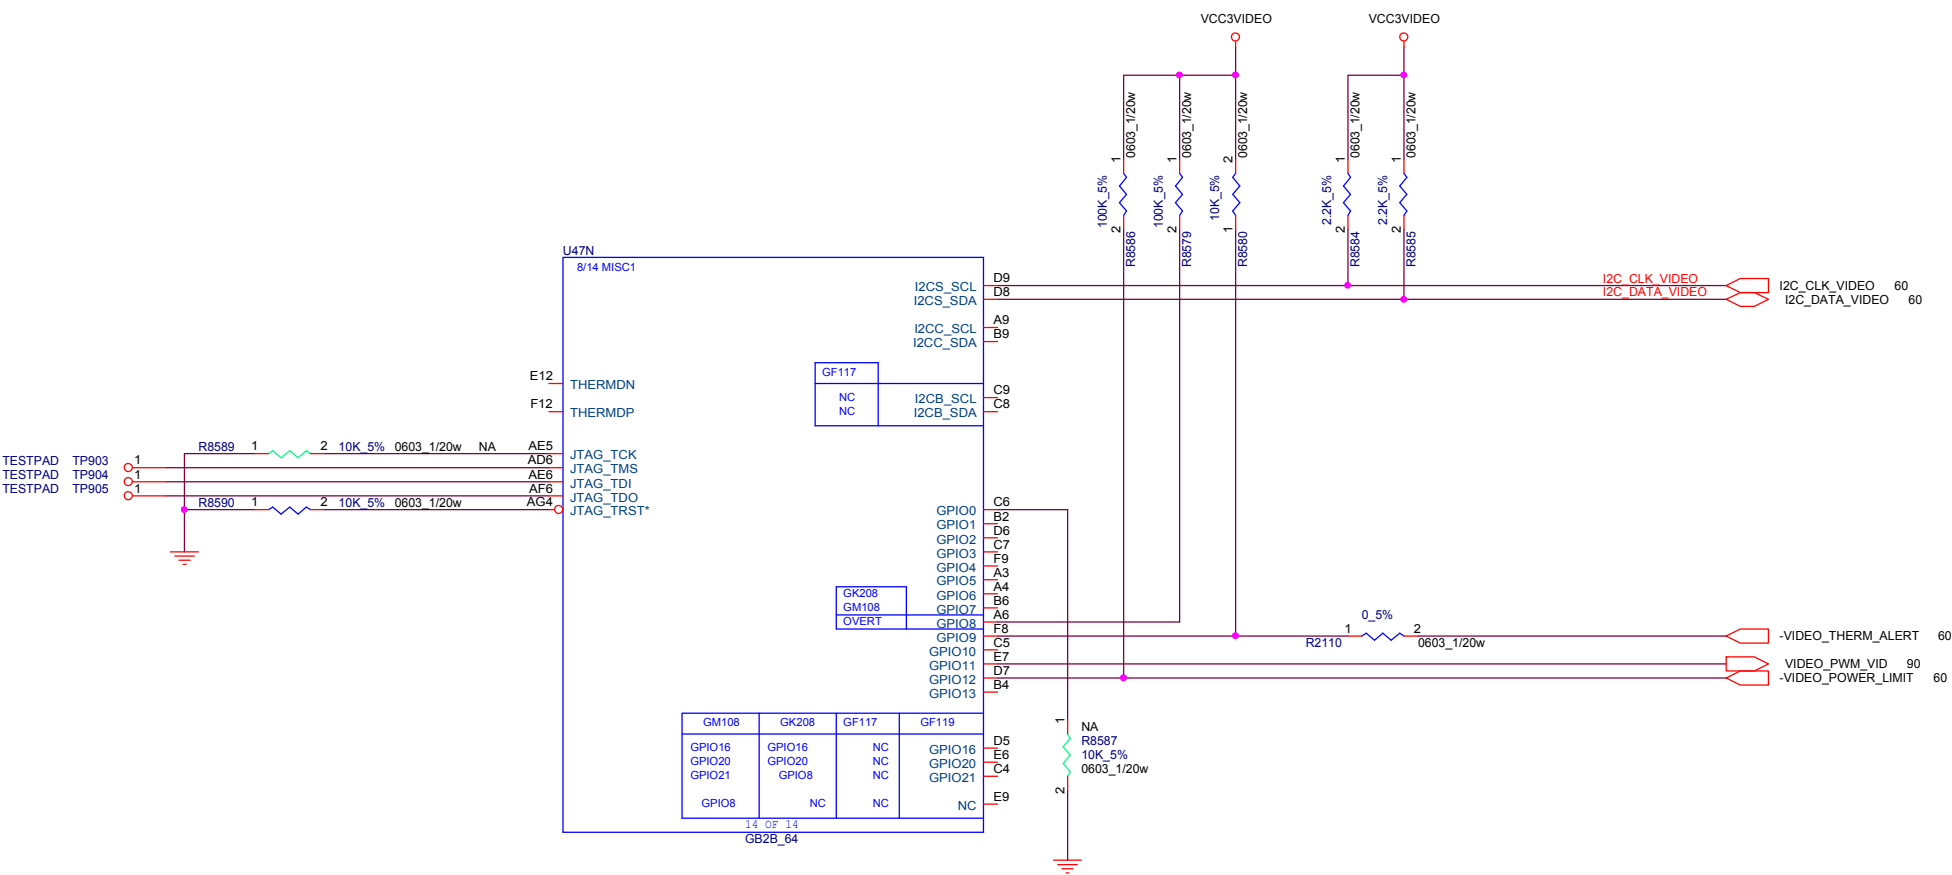 VCC3VIDEO VCC3VIDEO
0603_1/20w 0603_1/20w 0603_1/20w 0603_1/20w 0603_1/20w
1 1 2 1 1
100K_5% 100K_5% 10K_5% 2.2K_5% 2.2K_5%
2 2 1 2 2
R8586 R8579 R8580 R8584 R8585
U47N
8/14 MISC1
I2CS_SCL D9 I2C_CLK_VIDEO I2C_CLK_VIDEO 60
I2CS_SDA D8 I2C_DATA_VIDEO I2C_DATA_VIDEO 60
I2CC_SCL A9
I2CC_SDA B9
GF117
E12 THERMDN
NC I2CB_SCL C9
F12 THERMDP NC I2CB_SDA C8
R8589 1 2 10K_5% 0603_1/20w NA AE5 JTAG_TCK
TESTPAD TP903 1 AD6 JTAG_TMS
TESTPAD TP904 1 AE6 JTAG_TDI
TESTPAD TP905 1 AF6 JTAG_TDO
R8590 1 2 10K_5% 0603_1/20w AG4 JTAG_TRST*
GPIO0 C6
GPIO1 B2
GPIO2 D6
GPIO3 C7
GPIO4 F9
GPIO5 A3
GK208 GPIO6 A4
GM108 GPIO7 B6
OVERT GPIO8 A6
0_5%
GPIO9 F8 1 2 -VIDEO_THERM_ALERT 60
R2110 0603_1/20w
GPIO10 C5
GPIO11 E7 VIDEO_PWM_VID 90
GPIO12 D7 -VIDEO_POWER_LIMIT 60
GPIO13 B4
GM108 GK208 GF117 GF119
GPIO16 GPIO16 NC GPIO16 D5
GPIO20 GPIO20 NC GPIO20 E6
GPIO21 GPIO8 NC GPIO21 C4
GPIO8 NC NC NC E9
1 NA
R8587
10K_5%
0603_1/20w
2
14 OF 14
GB2B_64